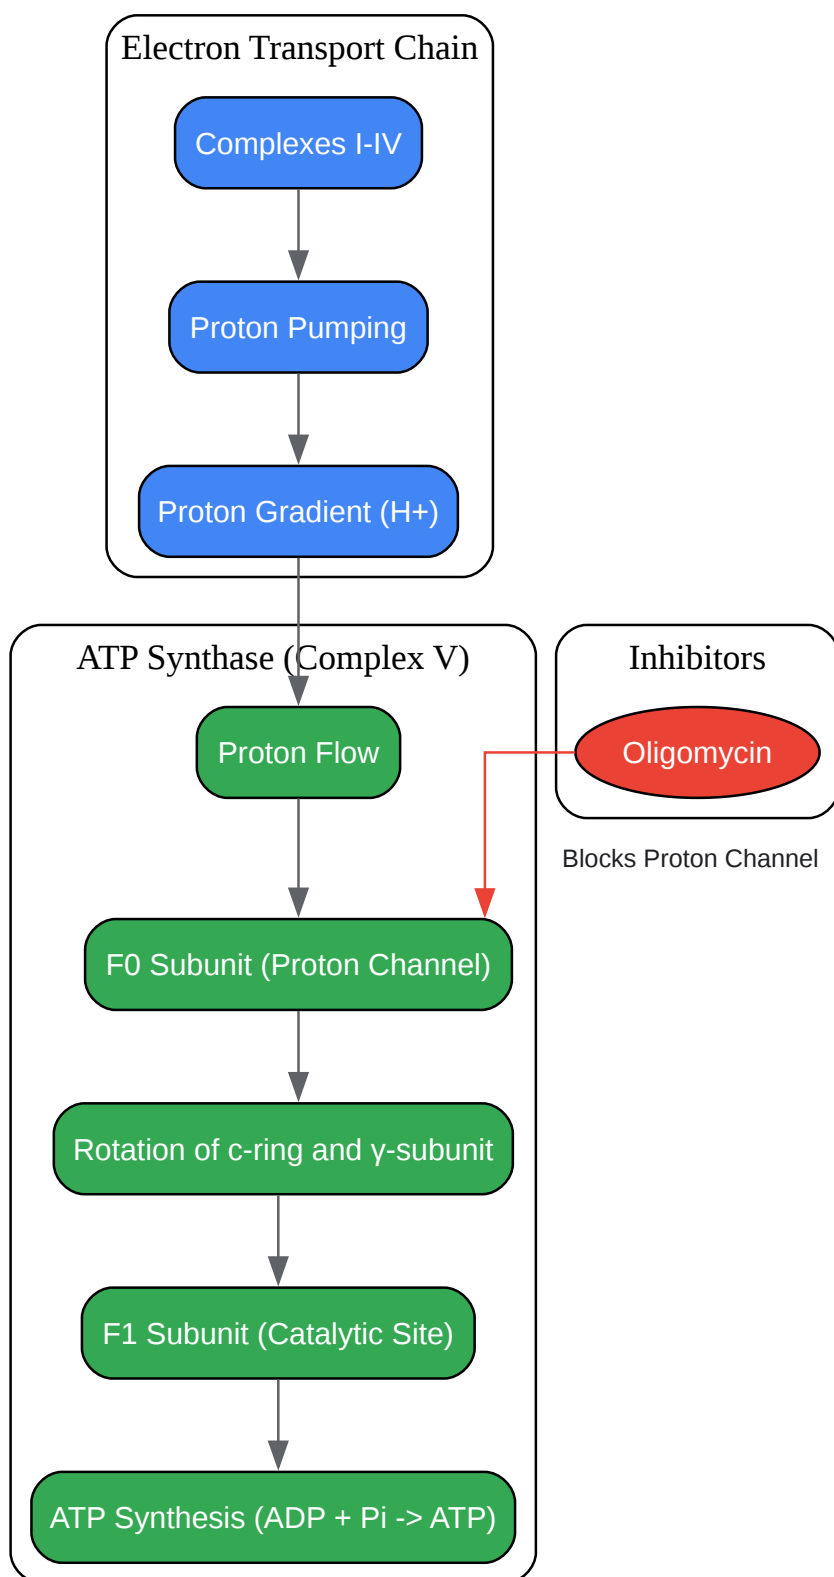 Electron Transport Chain
Complexes I-IV
Proton Pumping
Proton Gradient (H+)
ATP Synthase (Complex V)
Inhibitors
Proton Flow
Oligomycin
Blocks Proton Channel
F0 Subunit (Proton Channel)
Rotation of c-ring and γ-subunit
F1 Subunit (Catalytic Site)
ATP Synthesis (ADP + Pi -> ATP)